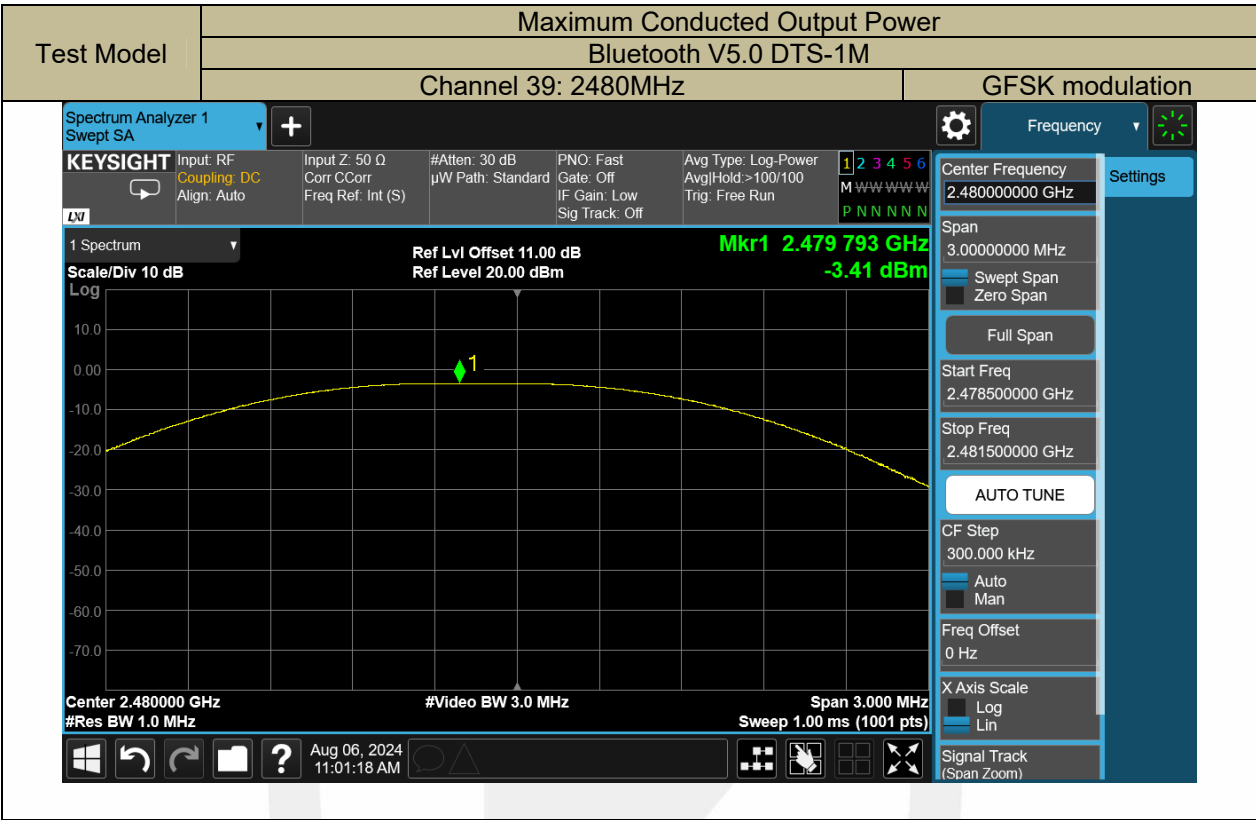 Test Model
Maximum Conducted Output Power
Bluetooth V5.0 DTS-1M
Channel 39: 2480MHz
GFSK modulation
Spectrum Analyzer 1
Swept SA
+
Frequency
KEYSIGHT
LXI
Input: RF
Coupling: DC
Align: Auto
Input Z: 50 Ω
Corr CCorr
Freq Ref: Int (S)
#Atten: 30 dB
µW Path: Standard
PNO: Fast
Gate: Off
IF Gain: Low
Sig Track: Off
Avg Type: Log-Power
Avg|Hold:>100/100
Trig: Free Run
1 2 3 4 5 6
M W W W W W
P N N N N N
1 Spectrum
Scale/Div 10 dB
Log
Ref Lvl Offset 11.00 dB
Ref Level 20.00 dBm
Mkr1 2.479 793 GHz
-3.41 dBm
1
10.0
0.00
-10.0
-20.0
-30.0
-40.0
-50.0
-60.0
-70.0
Center 2.480000 GHz
#Res BW 1.0 MHz
#Video BW 3.0 MHz
Span 3.000 MHz
Sweep 1.00 ms (1001 pts)
?
Aug 06, 2024
11:01:18 AM
Center Frequency
2.480000000 GHz
Settings
Span
3.00000000 MHz
Swept Span
Zero Span
Full Span
Start Freq
2.478500000 GHz
Stop Freq
2.481500000 GHz
AUTO TUNE
CF Step
300.000 kHz
Auto
Man
Freq Offset
0 Hz
X Axis Scale
Log
Lin
Signal Track
(Span Zoom)